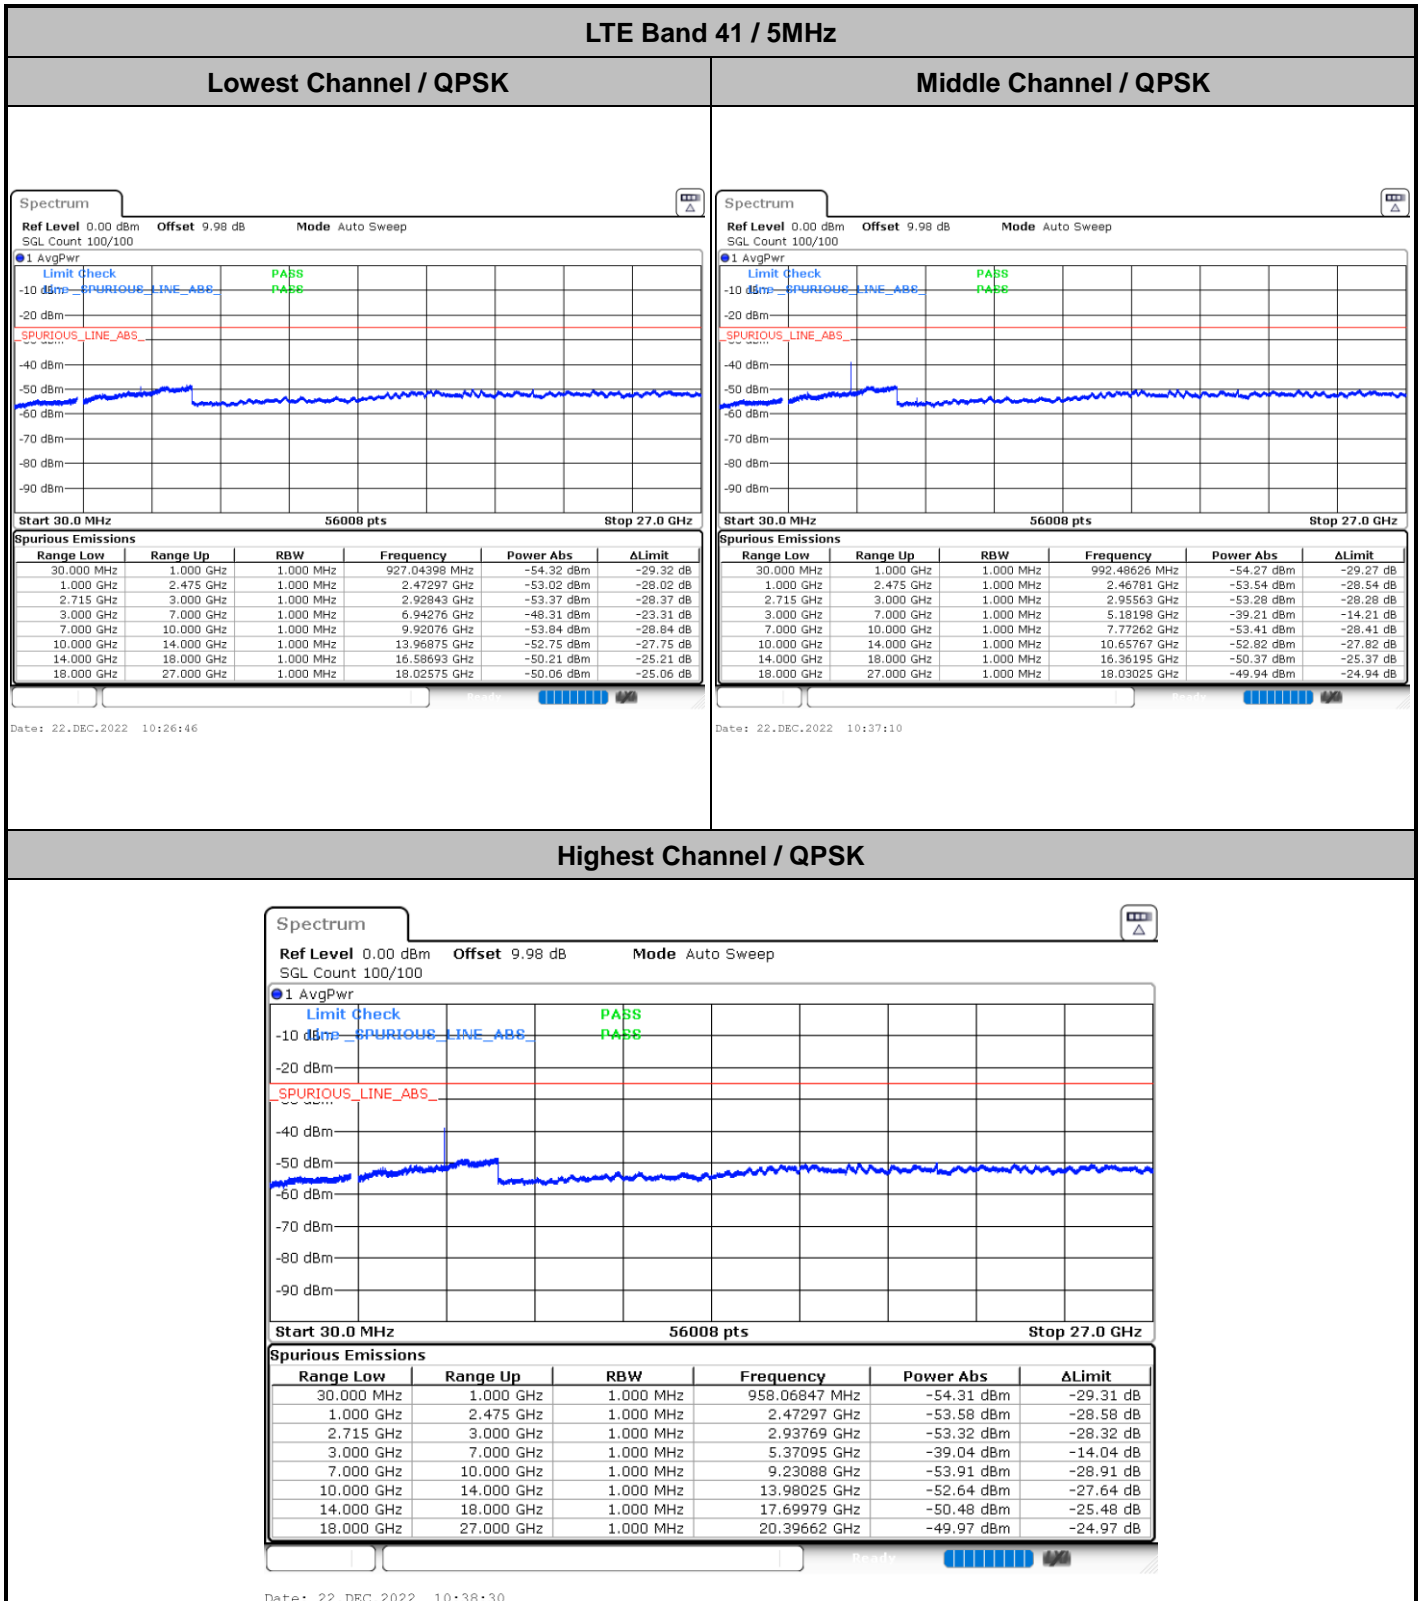 LTE Band 41 / 5MHz
Lowest Channel / QPSK
Middle Channel / QPSK
Spectrum
Ref Level 0.00 dBm Offset 9.98 dB Mode Auto Sweep
SGL Count 100/100
1 AvgPwr
Limit Check PASS
-10 dBm Line _SPURIOUS_LINE_ABS_ PASS
-20 dBm
_SPURIOUS_LINE_ABS_
-40 dBm
-50 dBm
-60 dBm
-70 dBm
-80 dBm
-90 dBm
Start 30.0 MHz 56008 pts Stop 27.0 GHz
Spurious Emissions
Range Low Range Up RBW Frequency Power Abs ΔLimit
30.000 MHz 1.000 GHz 1.000 MHz 927.04398 MHz -54.32 dBm -29.32 dB
1.000 GHz 2.475 GHz 1.000 MHz 2.47297 GHz -53.02 dBm -28.02 dB
2.715 GHz 3.000 GHz 1.000 MHz 2.92843 GHz -53.37 dBm -28.37 dB
3.000 GHz 7.000 GHz 1.000 MHz 6.94276 GHz -48.31 dBm -23.31 dB
7.000 GHz 10.000 GHz 1.000 MHz 9.92076 GHz -53.84 dBm -28.84 dB
10.000 GHz 14.000 GHz 1.000 MHz 13.96875 GHz -52.75 dBm -27.75 dB
14.000 GHz 18.000 GHz 1.000 MHz 16.58693 GHz -50.21 dBm -25.21 dB
18.000 GHz 27.000 GHz 1.000 MHz 18.02575 GHz -50.06 dBm -25.06 dB
Ready
Date: 22.DEC.2022 10:26:46
Spectrum
Ref Level 0.00 dBm Offset 9.98 dB Mode Auto Sweep
SGL Count 100/100
1 AvgPwr
Limit Check PASS
-10 dBm Line _SPURIOUS_LINE_ABS_ PASS
-20 dBm
_SPURIOUS_LINE_ABS_
-40 dBm
-50 dBm
-60 dBm
-70 dBm
-80 dBm
-90 dBm
Start 30.0 MHz 56008 pts Stop 27.0 GHz
Spurious Emissions
Range Low Range Up RBW Frequency Power Abs ΔLimit
30.000 MHz 1.000 GHz 1.000 MHz 992.48626 MHz -54.27 dBm -29.27 dB
1.000 GHz 2.475 GHz 1.000 MHz 2.46781 GHz -53.54 dBm -28.54 dB
2.715 GHz 3.000 GHz 1.000 MHz 2.95563 GHz -53.28 dBm -28.28 dB
3.000 GHz 7.000 GHz 1.000 MHz 5.18198 GHz -39.21 dBm -14.21 dB
7.000 GHz 10.000 GHz 1.000 MHz 7.77262 GHz -53.41 dBm -28.41 dB
10.000 GHz 14.000 GHz 1.000 MHz 10.65767 GHz -52.82 dBm -27.82 dB
14.000 GHz 18.000 GHz 1.000 MHz 16.36195 GHz -50.37 dBm -25.37 dB
18.000 GHz 27.000 GHz 1.000 MHz 18.03025 GHz -49.94 dBm -24.94 dB
Ready
Date: 22.DEC.2022 10:37:10
Highest Channel / QPSK
Spectrum
Ref Level 0.00 dBm Offset 9.98 dB Mode Auto Sweep
SGL Count 100/100
1 AvgPwr
Limit Check PASS
-10 dBm Line _SPURIOUS_LINE_ABS_ PASS
-20 dBm
_SPURIOUS_LINE_ABS_
-40 dBm
-50 dBm
-60 dBm
-70 dBm
-80 dBm
-90 dBm
Start 30.0 MHz 56008 pts Stop 27.0 GHz
Spurious Emissions
Range Low Range Up RBW Frequency Power Abs ΔLimit
30.000 MHz 1.000 GHz 1.000 MHz 958.06847 MHz -54.31 dBm -29.31 dB
1.000 GHz 2.475 GHz 1.000 MHz 2.47297 GHz -53.58 dBm -28.58 dB
2.715 GHz 3.000 GHz 1.000 MHz 2.93769 GHz -53.32 dBm -28.32 dB
3.000 GHz 7.000 GHz 1.000 MHz 5.37095 GHz -39.04 dBm -14.04 dB
7.000 GHz 10.000 GHz 1.000 MHz 9.23088 GHz -53.91 dBm -28.91 dB
10.000 GHz 14.000 GHz 1.000 MHz 13.98025 GHz -52.64 dBm -27.64 dB
14.000 GHz 18.000 GHz 1.000 MHz 17.69979 GHz -50.48 dBm -25.48 dB
18.000 GHz 27.000 GHz 1.000 MHz 20.39662 GHz -49.97 dBm -24.97 dB
Ready
Date: 22.DEC.2022 10:38:30